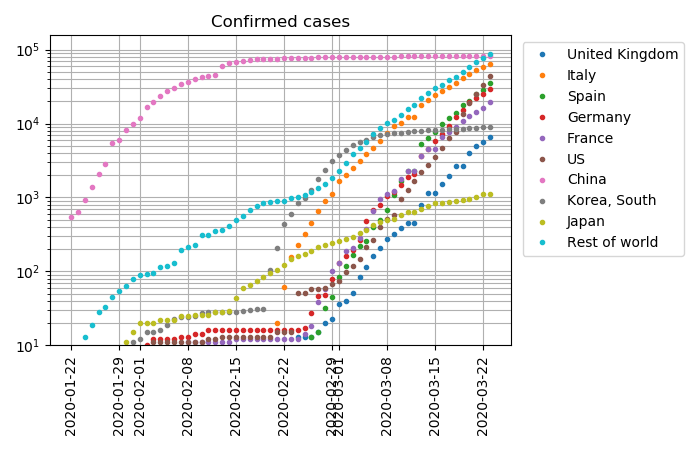 Confirmed cases
10^5
10^4
10^3
10^2
10^1
2020-01-22
2020-01-29
2020-02-01
2020-02-08
2020-02-15
2020-02-22
2020-02-29
2020-03-01
2020-03-08
2020-03-15
2020-03-22
United Kingdom
Italy
Spain
Germany
France
US
China
Korea, South
Japan
Rest of world